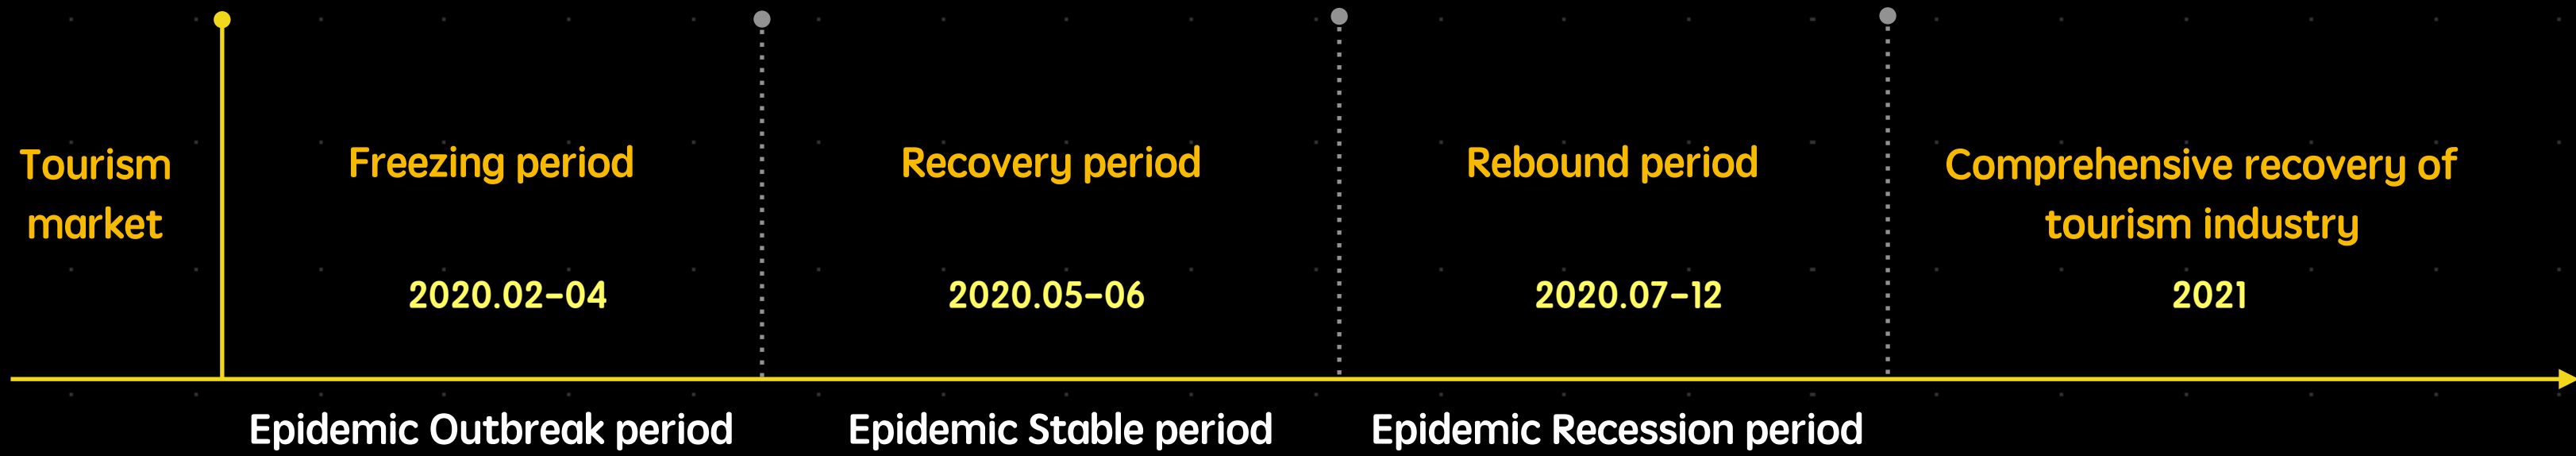 Tourism
market
Freezing period
2020.02-04
Recovery period
2020.05-06
Rebound period
2020.07-12
Comprehensive recovery of
tourism industry
2021
Epidemic Outbreak period
Epidemic Stable period
Epidemic Recession period